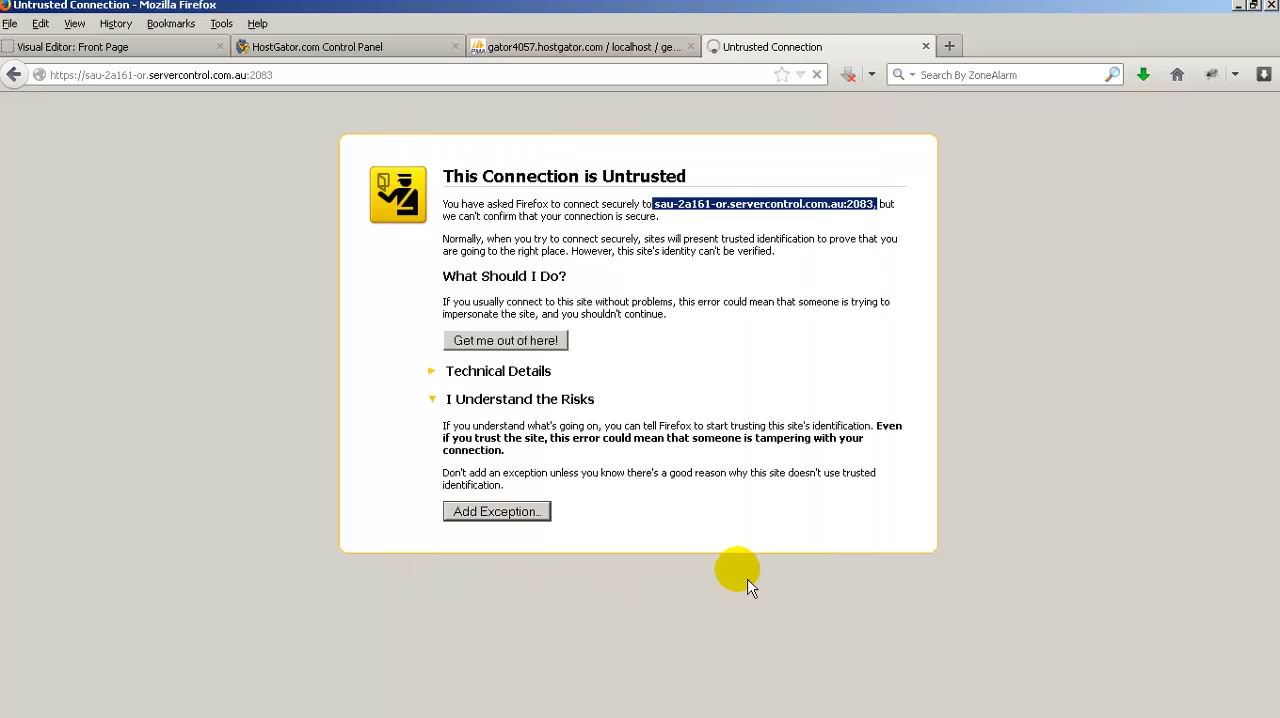 Untrusted Connection - Mozilla Firefox
File Edit View History Bookmarks Tools Help
Visual Editor: Front Page
HostGator.com Control Panel
PMA gator4057.hostgator.com / localhost / ge...
Untrusted Connection
https://sau-2a161-or.servercontrol.com.au:2083
Search By ZoneAlarm
This Connection is Untrusted
You have asked Firefox to connect securely to sau-2a161-or.servercontrol.com.au:2083, but
we can't confirm that your connection is secure.
Normally, when you try to connect securely, sites will present trusted identification to prove that you
are going to the right place. However, this site's identity can't be verified.
What Should I Do?
If you usually connect to this site without problems, this error could mean that someone is trying to
impersonate the site, and you shouldn't continue.
Get me out of here!
Technical Details
I Understand the Risks
If you understand what's going on, you can tell Firefox to start trusting this site's identification. Even
if you trust the site, this error could mean that someone is tampering with your
connection.
Don't add an exception unless you know there's a good reason why this site doesn't use trusted
identification.
Add Exception...